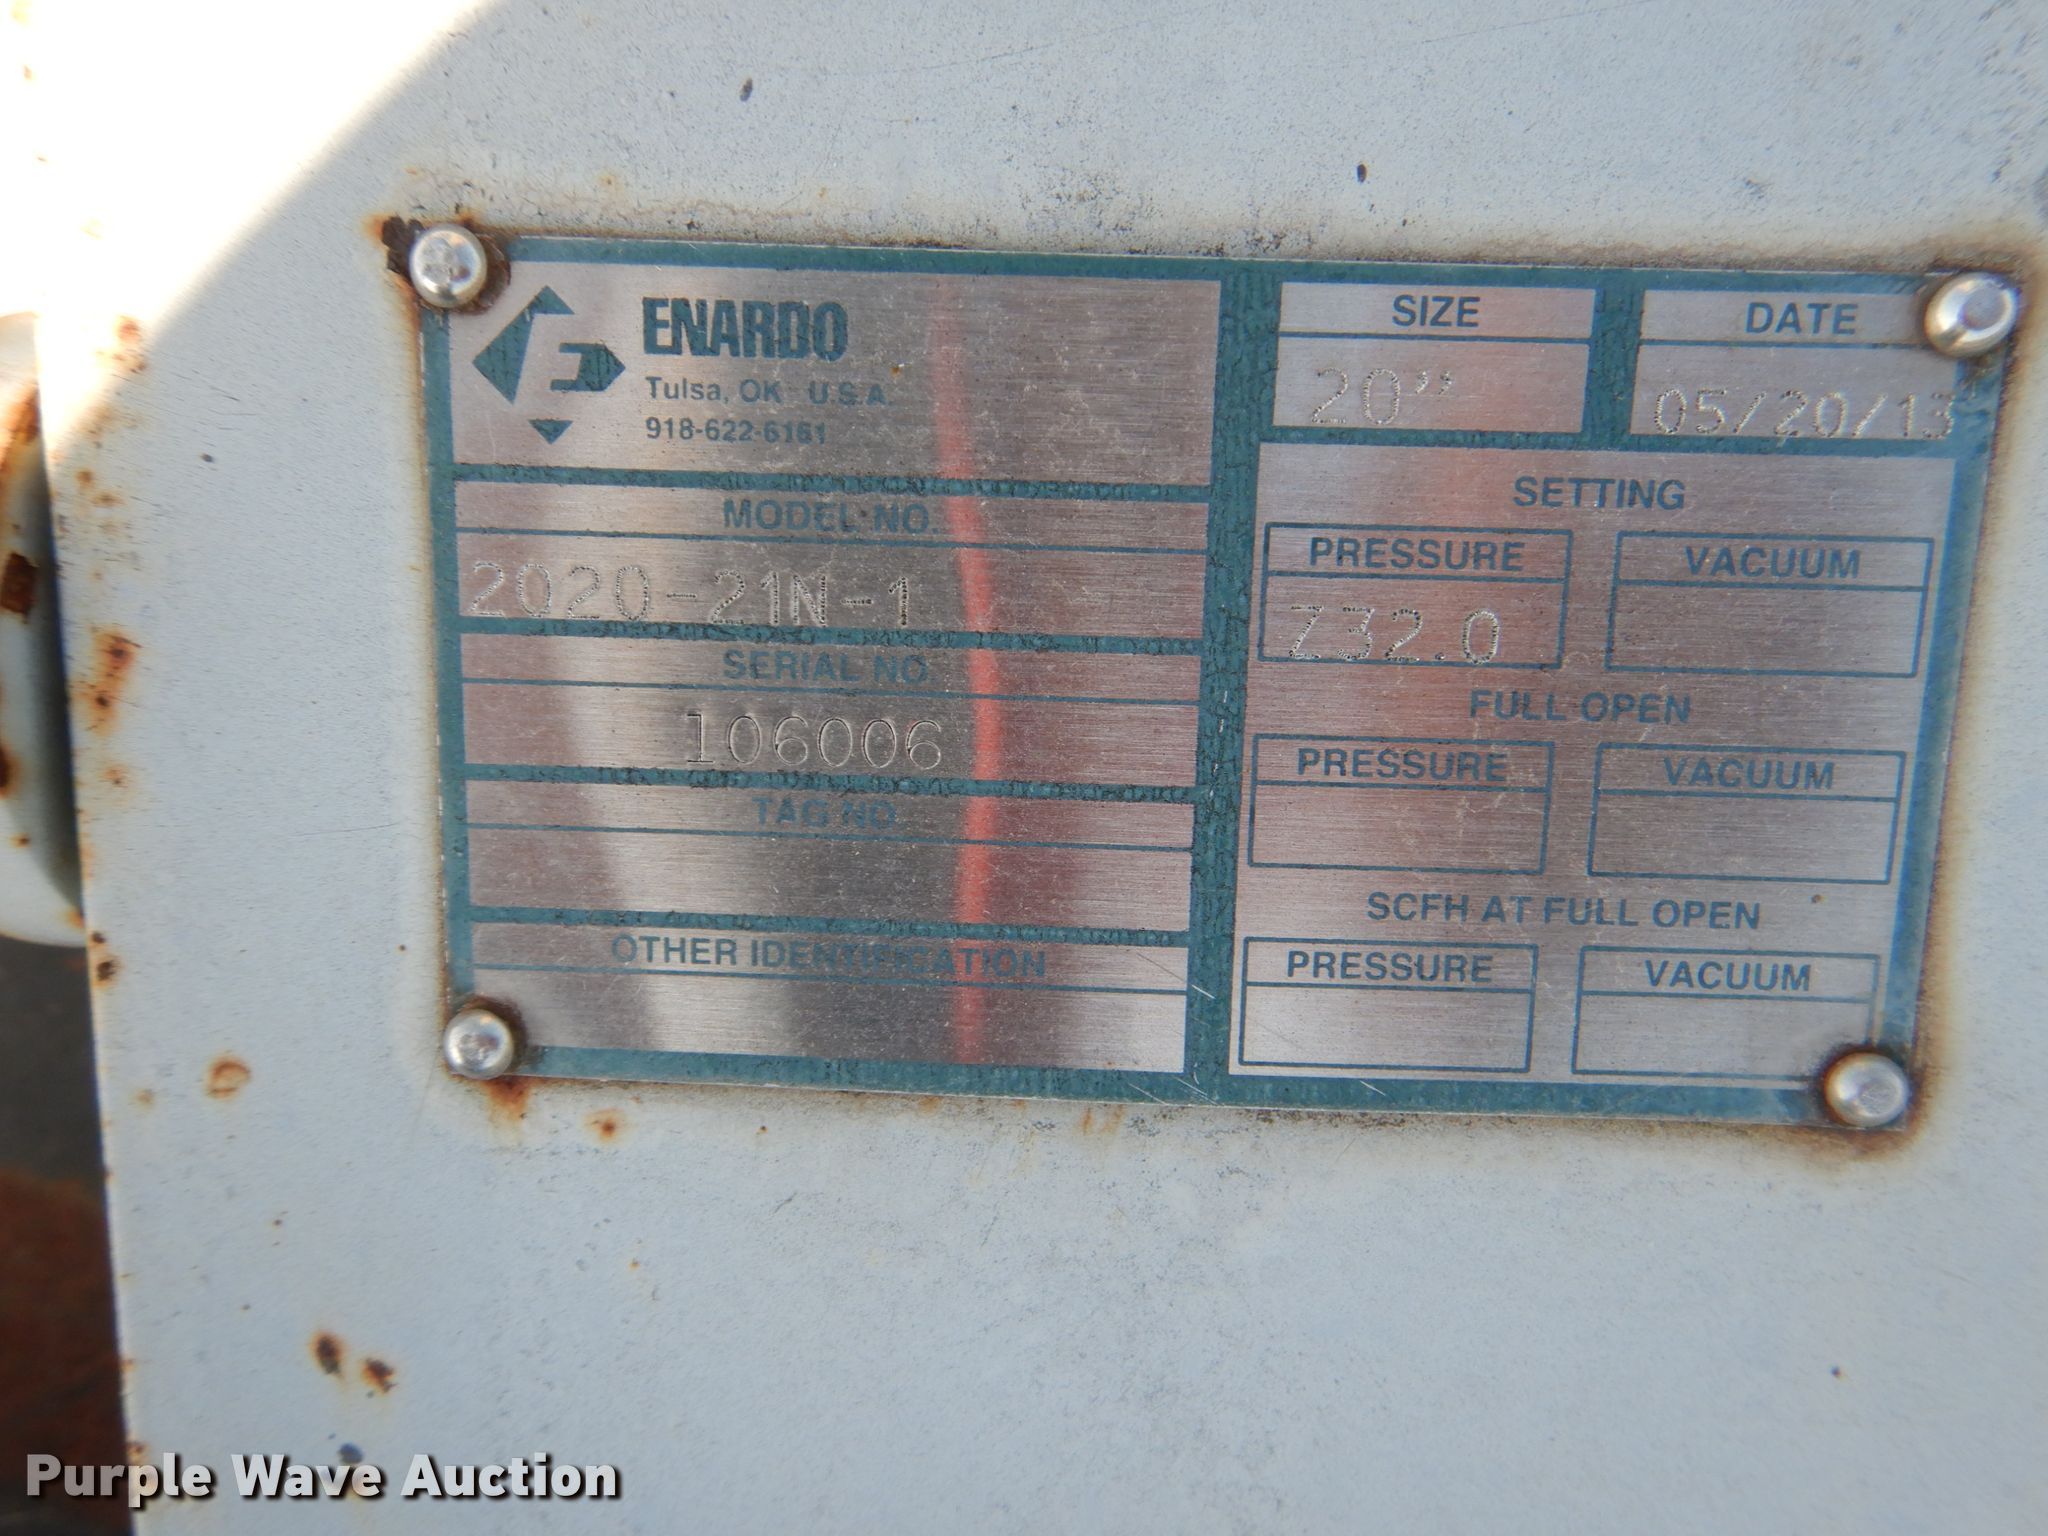 ENARDO
Tulsa, OK U.S.A.
918-622-6161
MODEL NO.
2020-21N-1
SERIAL NO.
106006
TAG NO.
OTHER IDENTIFICATION
SIZE
20”
DATE
05/20/13
SETTING
PRESSURE VACUUM
Z32.0
FULL OPEN
PRESSURE VACUUM
SCFH AT FULL OPEN
PRESSURE VACUUM
Purple Wave Auction